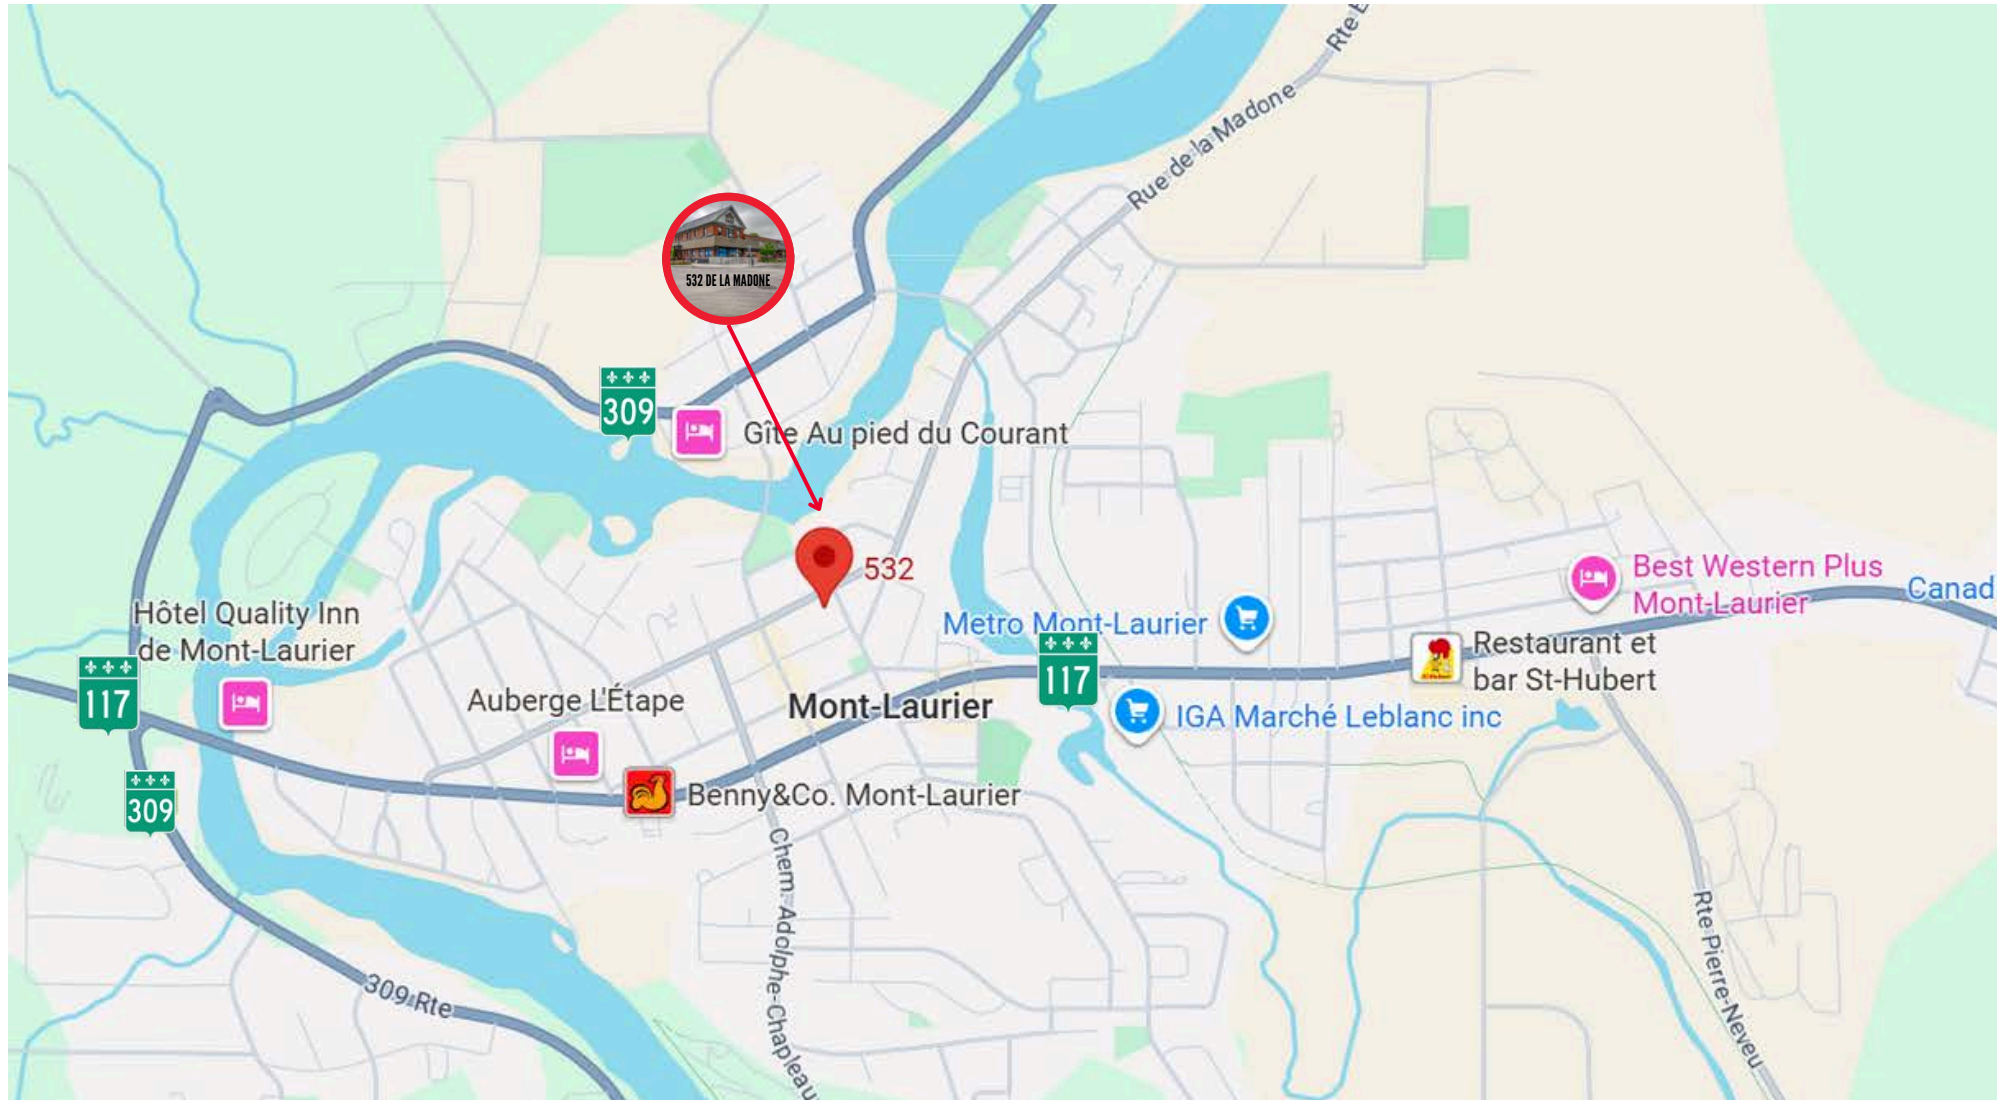 Rte E
Rue de la Madone
532 DE LA MADONE
309
Gîte Au pied du Courant
532
Best Western Plus
Mont-Laurier
Canad
Hôtel Quality Inn
de Mont-Laurier
Metro Mont-Laurier
117
Restaurant et
bar St-Hubert
117
Auberge L'Étape
Mont-Laurier
IGA Marché Leblanc inc
309
Benny&Co. Mont-Laurier
Chem. Adolphe-Chapleau
Rte Pierre-Neveu
309 Rte